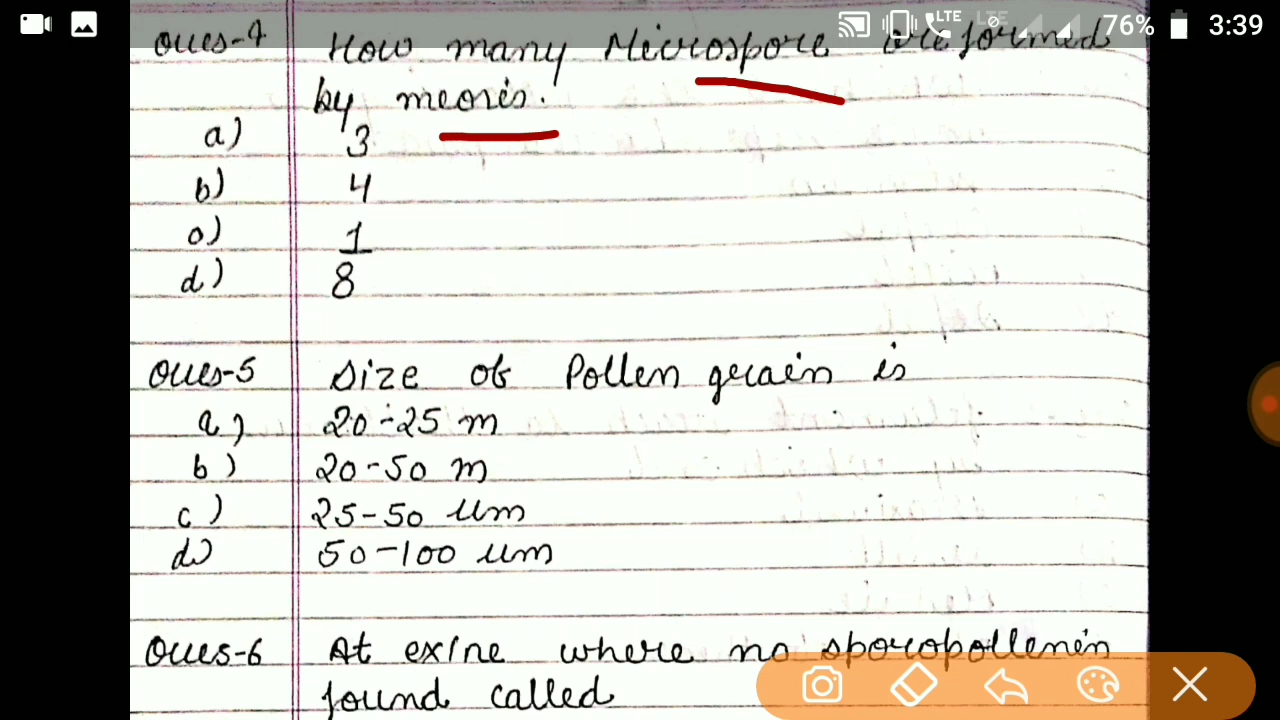 LTE 76% 3:39
Ques-4 How many Microspore are formed
by meoris.
a) 3
b) 4
c) 1
d) 8
Ques-5 Size of Pollen grain is
a) 20-25 m
b) 20-50 m
c) 25-50 um
d) 50-100 um
Ques-6 At exine where no sporopollenin
found called